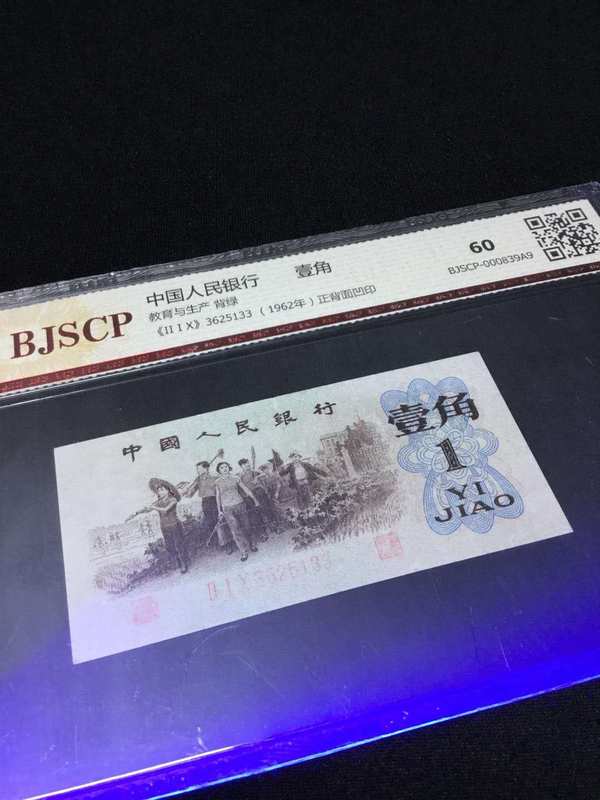 BJSCP
中国人民银行 壹角
教育与生产 背绿
《II I X》3625133 (1962年) 正背面凹印
60
BJSCP-000839A9
中國人民銀行
壹角
1
YI
JIAO
II I X 3625133